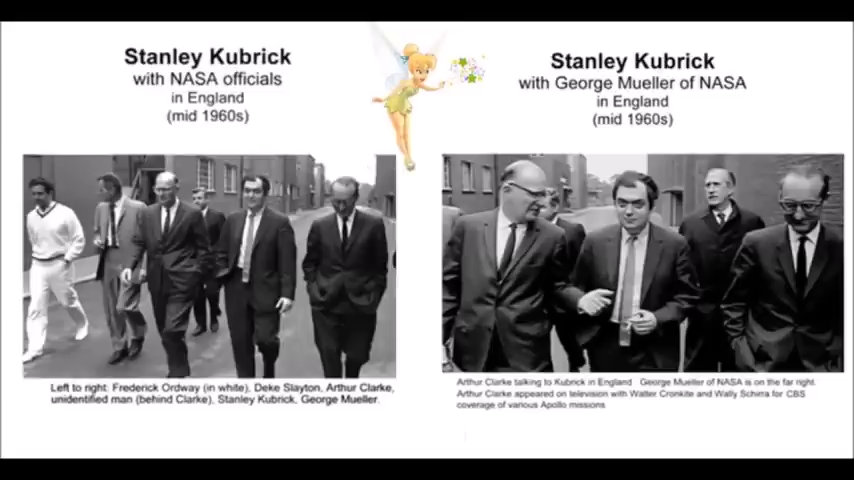 Stanley Kubrick
with NASA officials
in England
(mid 1960s)
Left to right: Frederick Ordway (in white), Deke Slayton, Arthur Clarke,
unidentified man (behind Clarke), Stanley Kubrick, George Mueller.
Stanley Kubrick
with George Mueller of NASA
in England
(mid 1960s)
Arthur Clarke talking to Kubrick in England George Mueller of NASA is on the far right.
Arthur Clarke appeared on television with Walter Cronkite and Wally Schirra for CBS
coverage of various Apollo missions